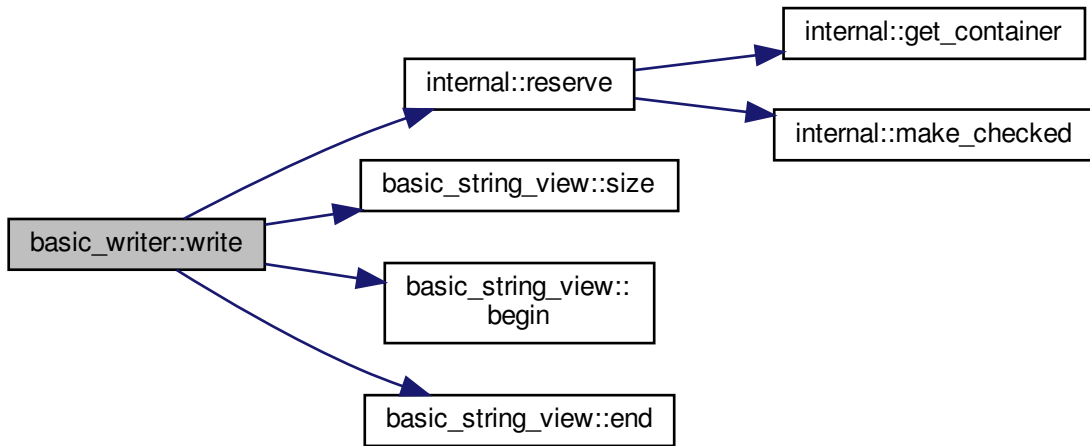 internal::get_container
internal::reserve
internal::make_checked
basic_string_view::size
basic_writer::write
basic_string_view::
begin
basic_string_view::end